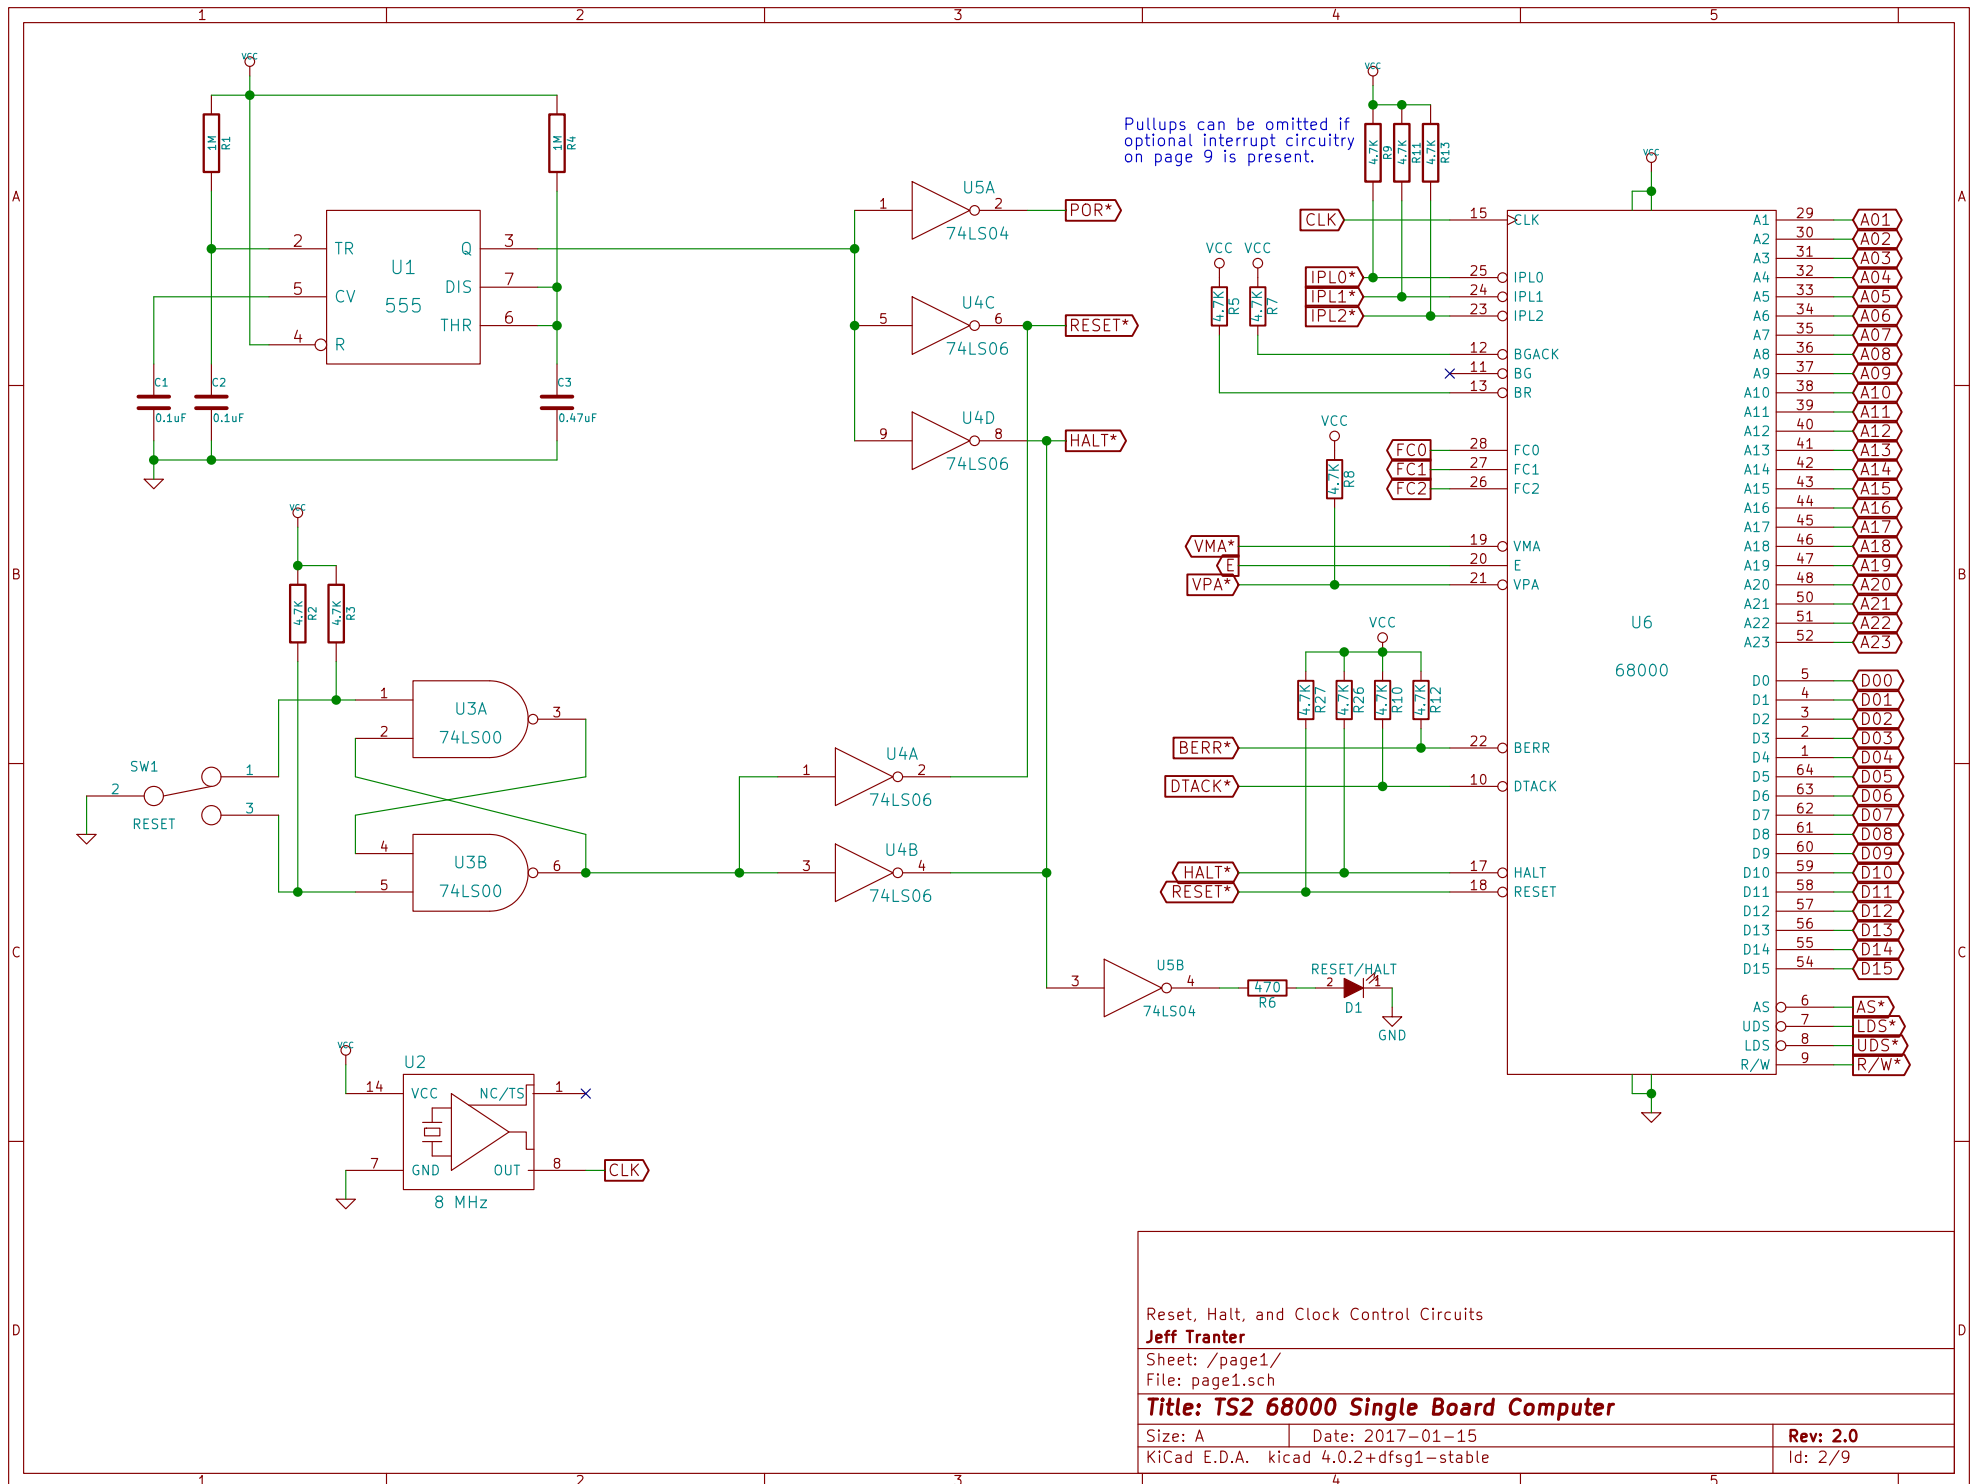 1 2 3 4 5
A
B
C
D
A
B
C
D
1 2 3 4 5
VCC
1M
R1
1M
R4
2 TR
5 CV
4 R
U1
555
Q 3
DIS 7
THR 6
C1
0.1uF
C2
0.1uF
C3
0.47uF
1 U5A 2
74LS04
POR*
5 U4C 6
74LS06
RESET*
9 U4D 8
74LS06
HALT*
VCC
4.7K
R2
4.7K
R3
SW1
2
1
3
RESET
1
2
U3A
74LS00
3
4
5
U3B
74LS00
6
1 U4A 2
74LS06
3 U4B 4
74LS06
3 U5B 4
74LS04
470
R6
RESET/HALT
2 1
D1
GND
VCC
U2
14 VCC
NC/TS 1
7 GND
OUT 8
CLK
8 MHz
Pullups can be omitted if
optional interrupt circuitry
on page 9 is present.
VCC
4.7K
R9
4.7K
R11
4.7K
R13
VCC
CLK 15 CLK
VCC VCC
4.7K
R5
4.7K
R7
IPL0* 25 IPL0
IPL1* 24 IPL1
IPL2* 23 IPL2
12 BGACK
11 BG
13 BR
VCC
4.7K
R8
FC0 28 FC0
FC1 27 FC1
FC2 26 FC2
VMA* 19 VMA
E 20 E
VPA* 21 VPA
VCC
4.7K
R27
4.7K
R26
4.7K
R10
4.7K
R12
BERR* 22 BERR
DTACK* 10 DTACK
HALT* 17 HALT
RESET* 18 RESET
U6
68000
A1 29 A01
A2 30 A02
A3 31 A03
A4 32 A04
A5 33 A05
A6 34 A06
A7 35 A07
A8 36 A08
A9 37 A09
A10 38 A10
A11 39 A11
A12 40 A12
A13 41 A13
A14 42 A14
A15 43 A15
A16 44 A16
A17 45 A17
A18 46 A18
A19 47 A19
A20 48 A20
A21 50 A21
A22 51 A22
A23 52 A23
D0 5 D00
D1 4 D01
D2 3 D02
D3 2 D03
D4 1 D04
D5 64 D05
D6 63 D06
D7 62 D07
D8 61 D08
D9 60 D09
D10 59 D10
D11 58 D11
D12 57 D12
D13 56 D13
D14 55 D14
D15 54 D15
AS 6 AS*
UDS 7 LDS*
LDS 8 UDS*
R/W 9 R/W*
Reset, Halt, and Clock Control Circuits
Jeff Tranter
Sheet: /page1/
File: page1.sch
Title: TS2 68000 Single Board Computer
Size: A Date: 2017-01-15 Rev: 2.0
KiCad E.D.A. kicad 4.0.2+dfsg1-stable Id: 2/9